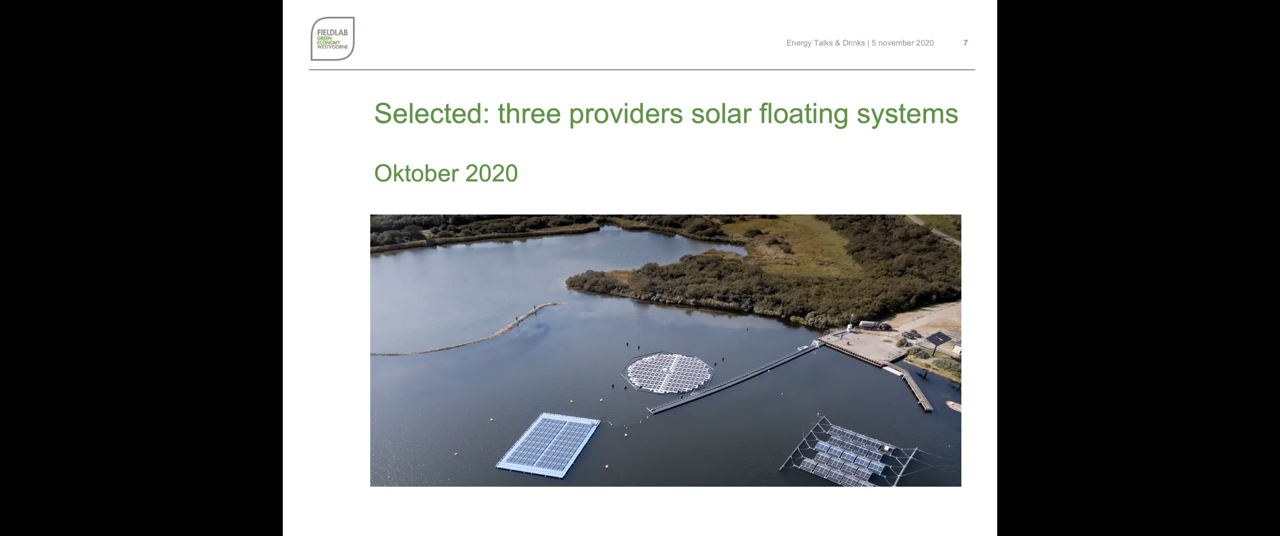 FIELDLAB
GREEN
ECONOMY
WESTVOORNE
Energy Talks & Drinks | 5 november 2020
7
Selected: three providers solar floating systems
Oktober 2020